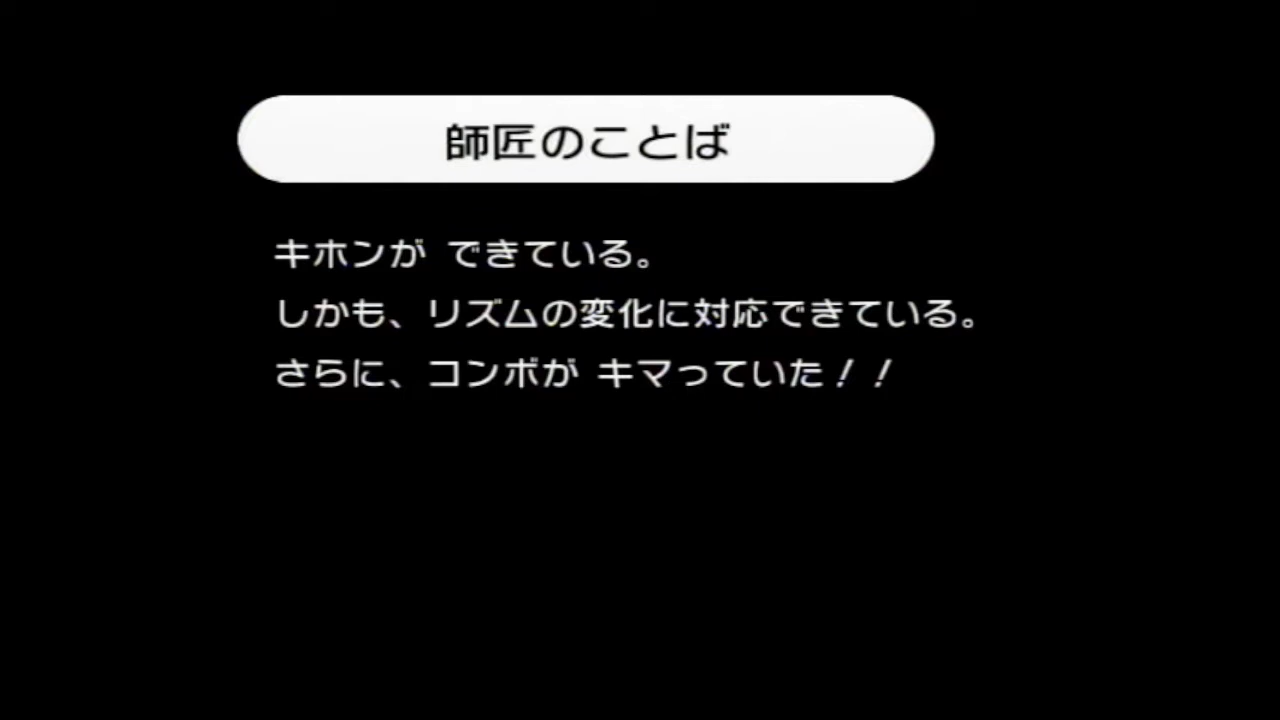 師匠のことば
キホンが できている。
しかも、リズムの変化に対応できている。
さらに、コンボが キマっていた！！